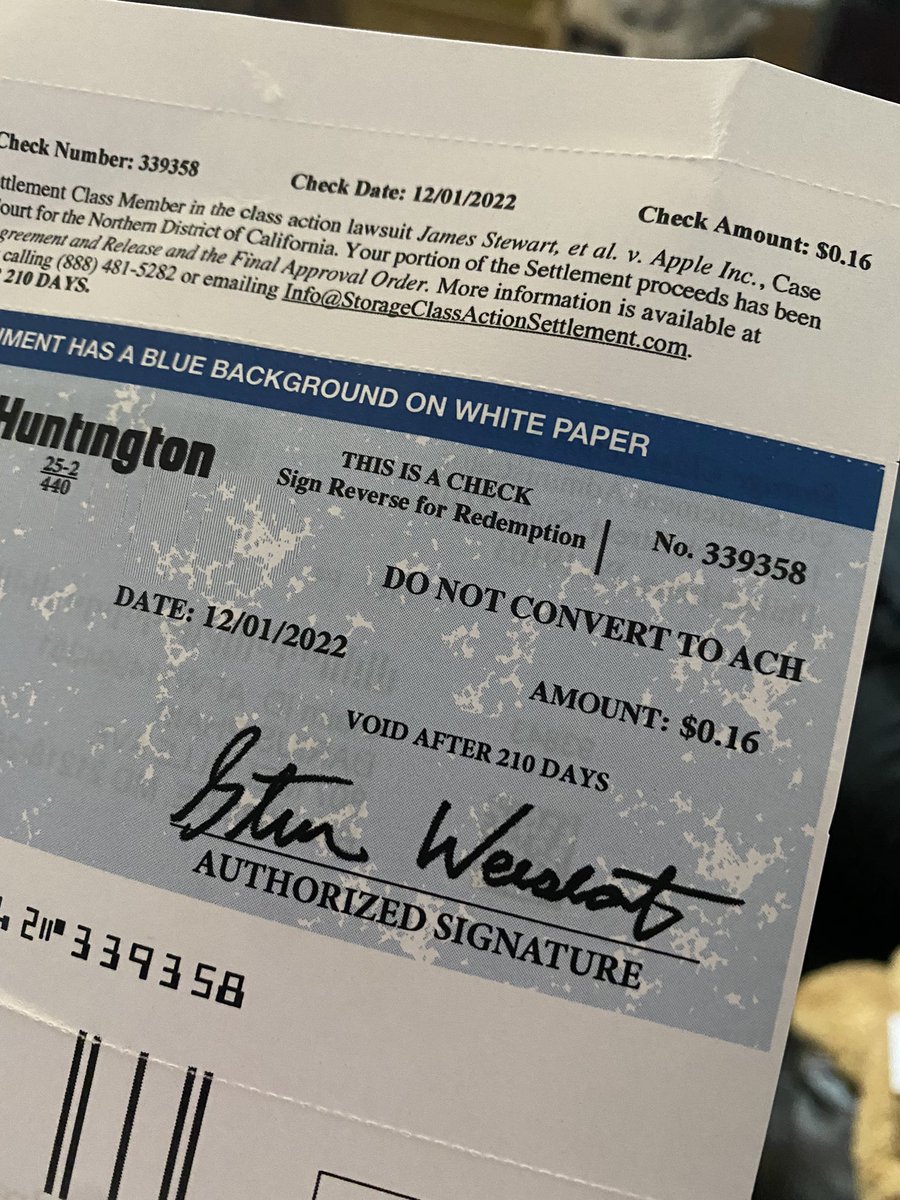 Check Number: 339358
Check Date: 12/01/2022
Check Amount: $0.16
ttlement Class Member in the class action lawsuit James Stewart, et al. v. Apple Inc., Case
ourt for the Northern District of California. Your portion of the Settlement proceeds has been
greement and Release and the Final Approval Order. More information is available at
calling (888) 481-5282 or emailing Info@StorageClassActionSettlement.com.
210 DAYS.
UMENT HAS A BLUE BACKGROUND ON WHITE PAPER
Huntington
25-2
440
THIS IS A CHECK
Sign Reverse for Redemption
No. 339358
DO NOT CONVERT TO ACH
DATE: 12/01/2022
AMOUNT: $0.16
VOID AFTER 210 DAYS
AUTHORIZED SIGNATURE
339358